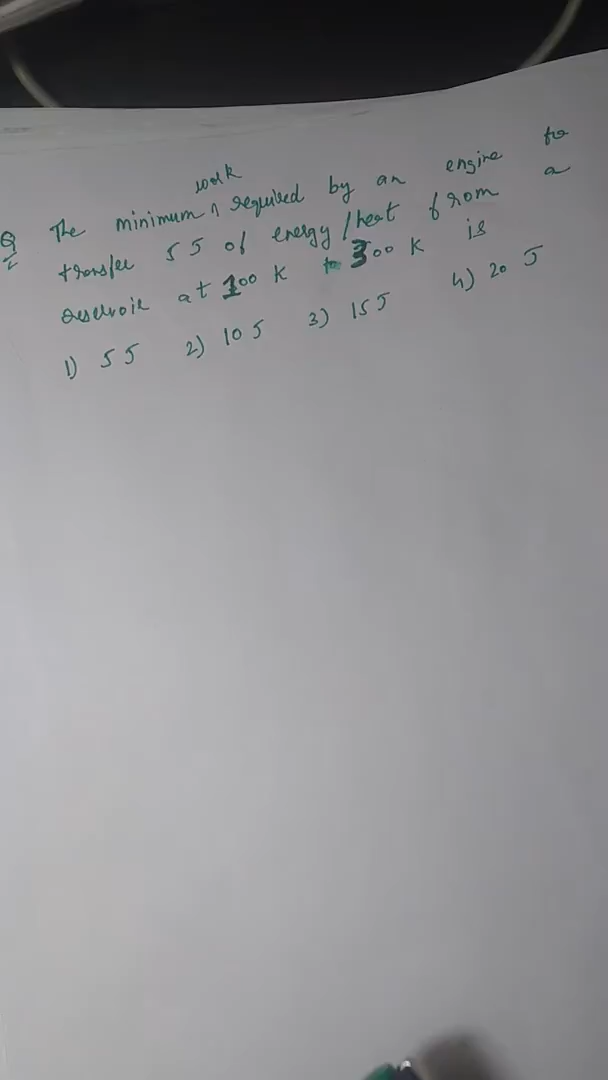 work
Q The minimum ∧ required by an engine to
transfer 5 J of energy/heat from a
reservoir at 100 K to 300 K is
1) 5 J 2) 10 J 3) 15 J 4) 20 J